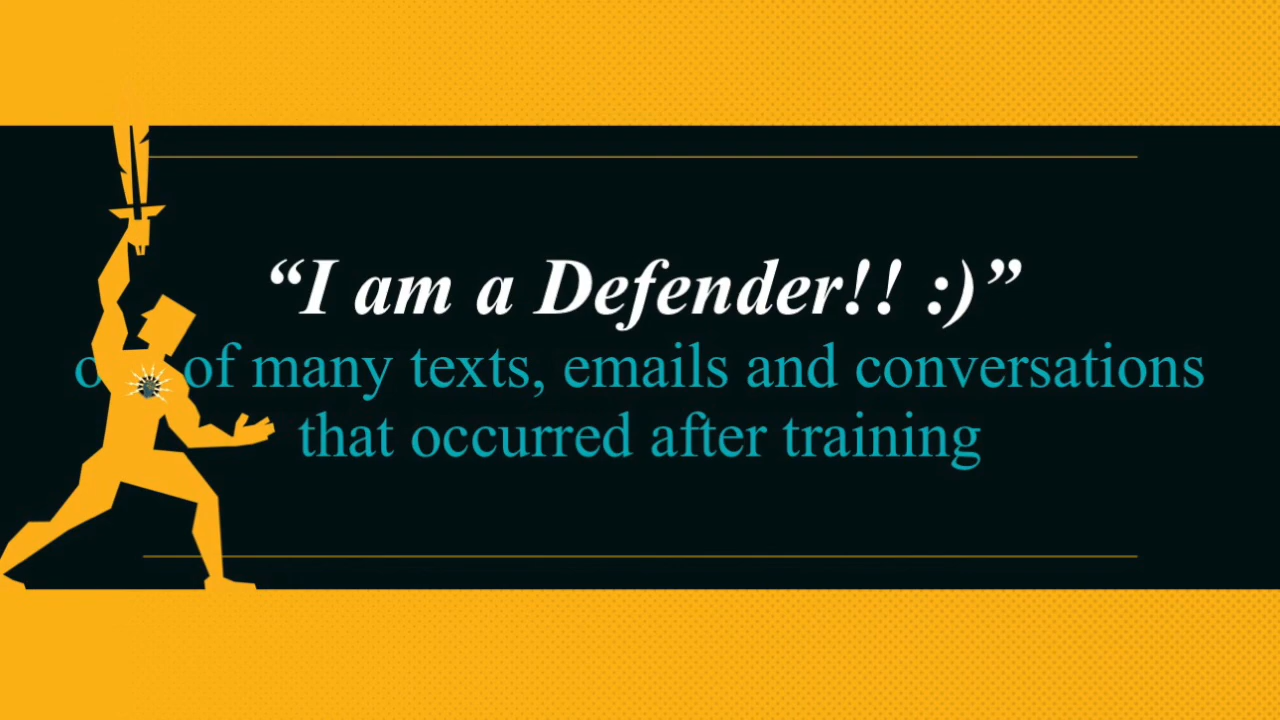 “I am a Defender!! :)”
of many texts, emails and conversations
that occurred after training